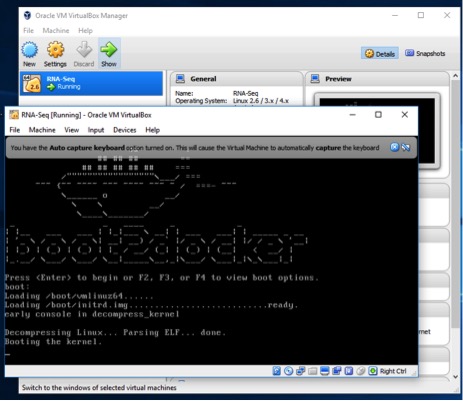 Oracle VM VirtualBox Manager
File Machine Help
New Settings Discard Show
Details
Snapshots
RNA-Seq
Running
2.6
General
Name: RNA-Seq
Operating System: Linux 2.6 / 3.x / 4.x
Preview
RNA-Seq [Running] - Oracle VM VirtualBox
File Machine View Input Devices Help
You have the Auto capture keyboard option turned on. This will cause the Virtual Machine to automatically capture the keyboard
boot2docker
Press <Enter> to begin or F2, F3, or F4 to view boot options.
boot:
Loading /boot/vmlinuz64......
Loading /boot/initrd.img...........................ready.
early console in decompress_kernel
Decompressing Linux... Parsing ELF... done.
Booting the kernel.
Right Ctrl
Switch to the windows of selected virtual machines